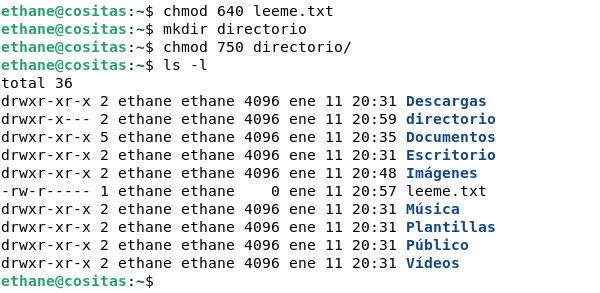 ethane@cositas:~$ chmod 640 leeme.txt
ethane@cositas:~$ mkdir directorio
ethane@cositas:~$ chmod 750 directorio/
ethane@cositas:~$ ls -l
total 36
drwxr-xr-x 2 ethane ethane 4096 ene 11 20:31 Descargas
drwxr-x--- 2 ethane ethane 4096 ene 11 20:59 directorio
drwxr-xr-x 5 ethane ethane 4096 ene 11 20:35 Documentos
drwxr-xr-x 2 ethane ethane 4096 ene 11 20:31 Escritorio
drwxr-xr-x 2 ethane ethane 4096 ene 11 20:48 Imágenes
-rw-r----- 1 ethane ethane    0 ene 11 20:57 leeme.txt
drwxr-xr-x 2 ethane ethane 4096 ene 11 20:31 Música
drwxr-xr-x 2 ethane ethane 4096 ene 11 20:31 Plantillas
drwxr-xr-x 2 ethane ethane 4096 ene 11 20:31 Público
drwxr-xr-x 2 ethane ethane 4096 ene 11 20:31 Vídeos
ethane@cositas:~$